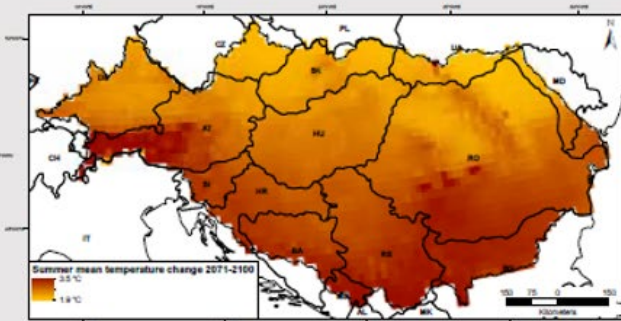 PL
N
CZ
UA
DE
SK
MD
AT
HU
CH
RO
SI
HR
IT
BA
RS
Summer mean temperature change 2071-2100
3.5 °C
1.9 °C
AL
MK
150 75 0 150
Kilometers